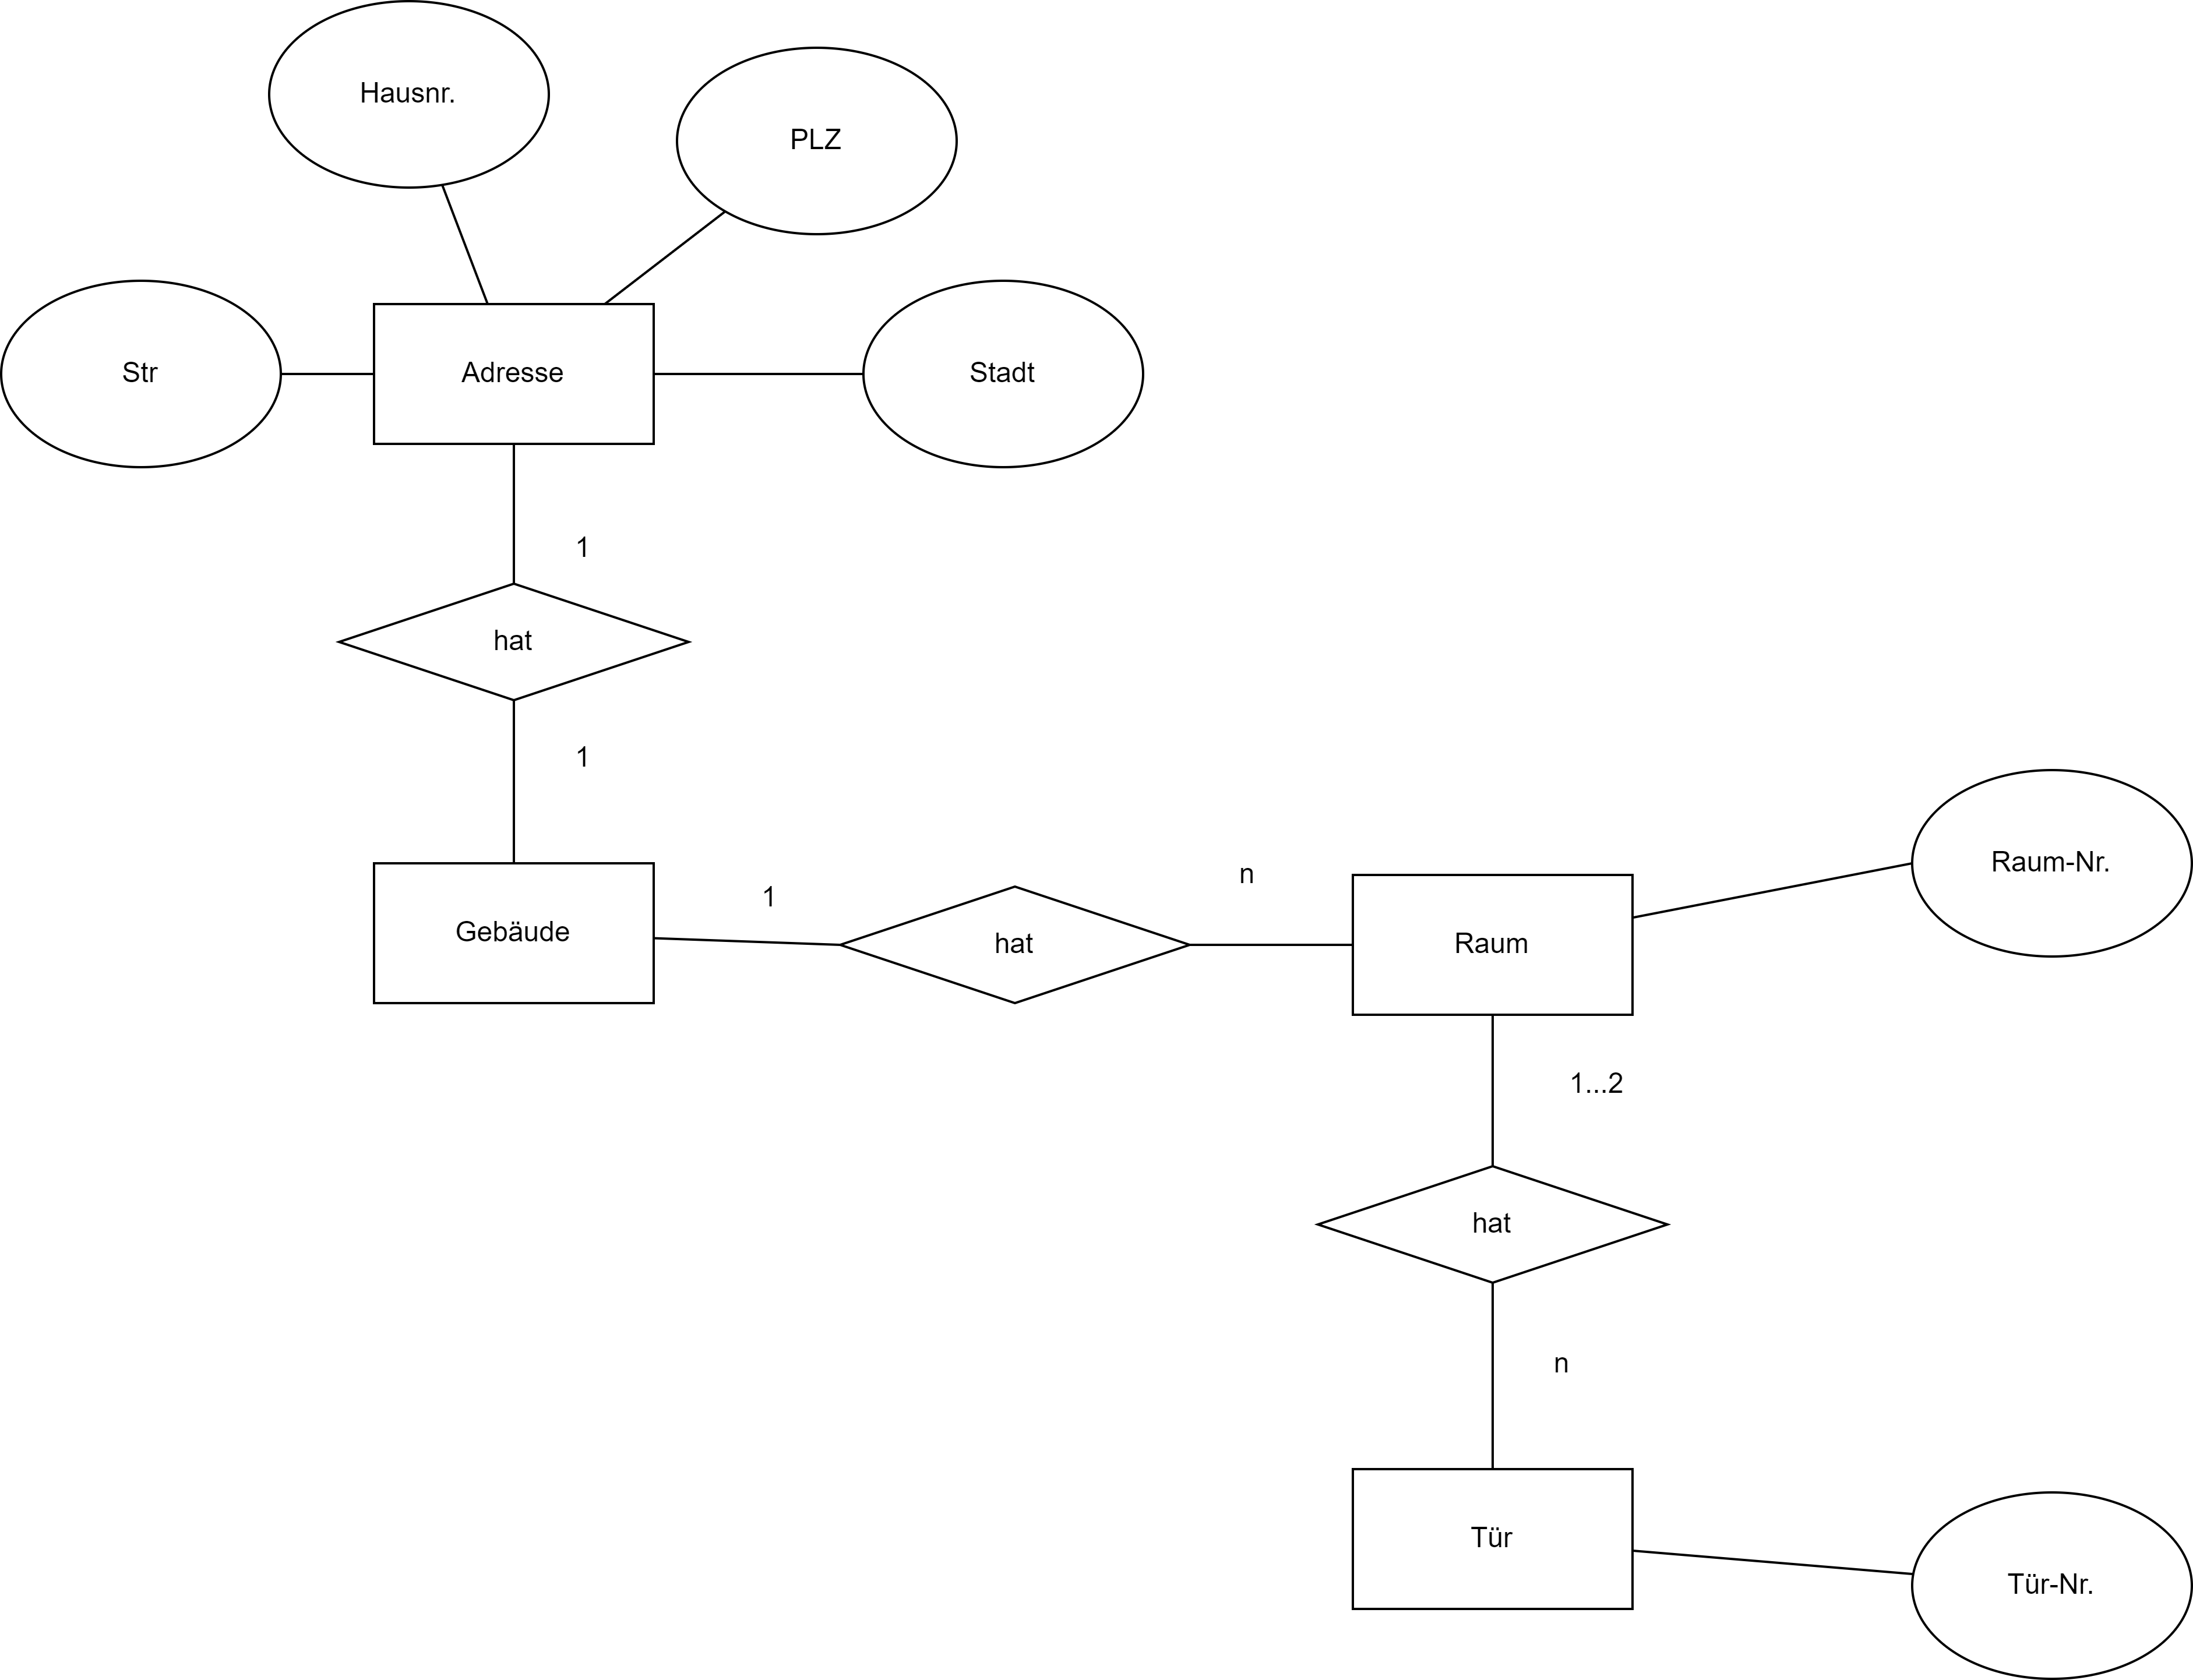 Hausnr.
PLZ
Str
Adresse
Stadt
1
hat
1
Gebäude
1
hat
n
Raum
Raum-Nr.
1...2
hat
n
Tür
Tür-Nr.